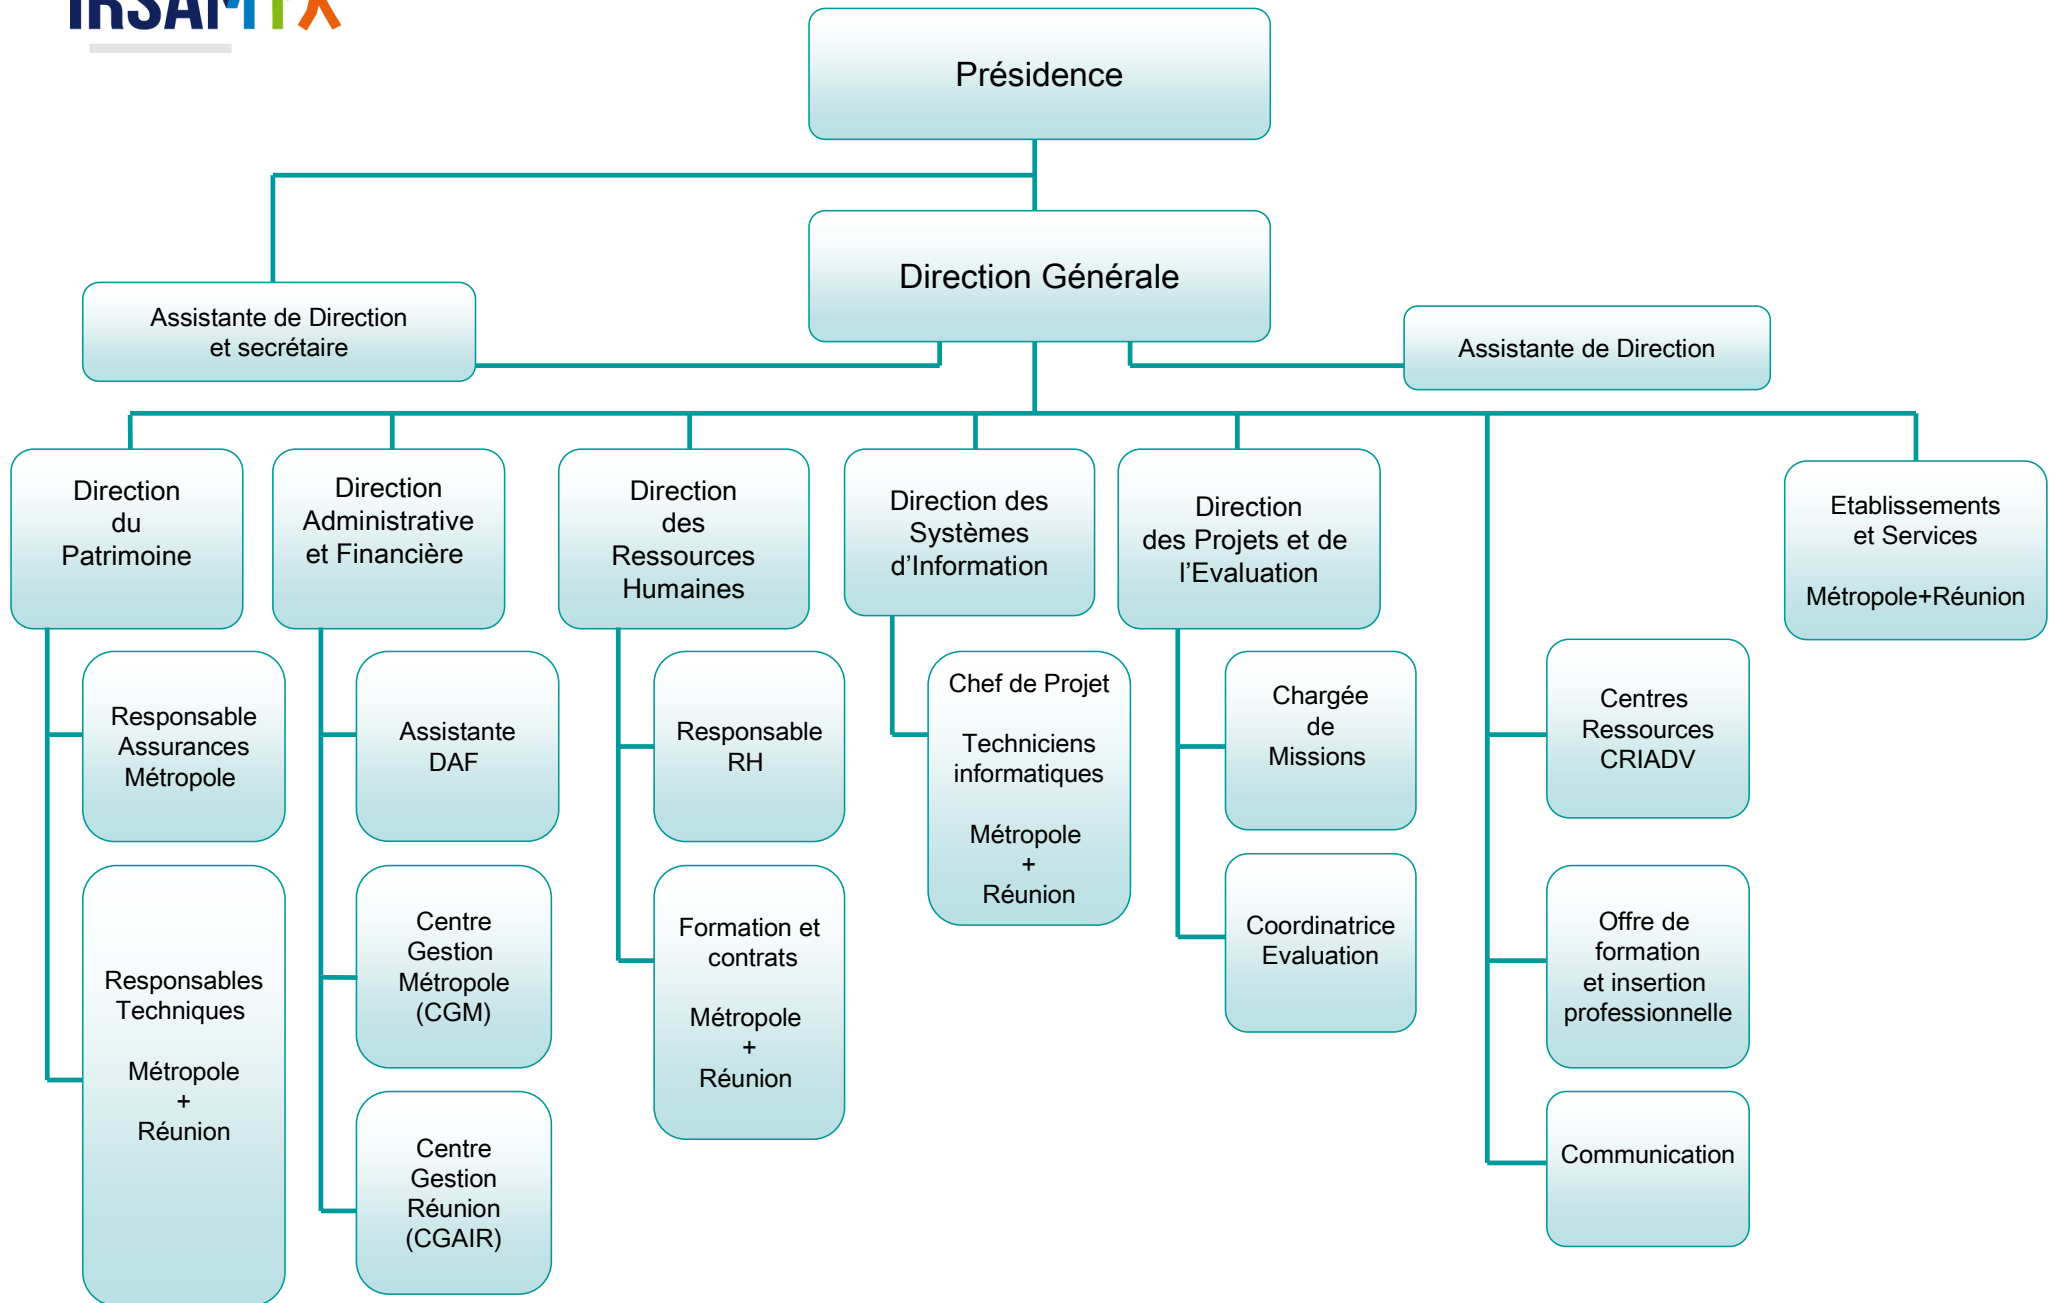 IRSAM
Présidence
Direction Générale
Assistante de Direction
et secrétaire
Assistante de Direction
Direction
du
Patrimoine
Direction
Administrative
et Financière
Direction
des
Ressources
Humaines
Direction des
Systèmes
d'Information
Direction
des Projets et de
l'Evaluation
Etablissements
et Services
Métropole+Réunion
Responsable
Assurances
Métropole
Assistante
DAF
Responsable
RH
Chef de Projet
Techniciens
informatiques
Métropole
+
Réunion
Chargée
de
Missions
Centres
Ressources
CRIADV
Responsables
Techniques
Métropole
+
Réunion
Centre
Gestion
Métropole
(CGM)
Formation et
contrats
Métropole
+
Réunion
Coordinatrice
Evaluation
Offre de
formation
et insertion
professionnelle
Centre
Gestion
Réunion
(CGAIR)
Communication